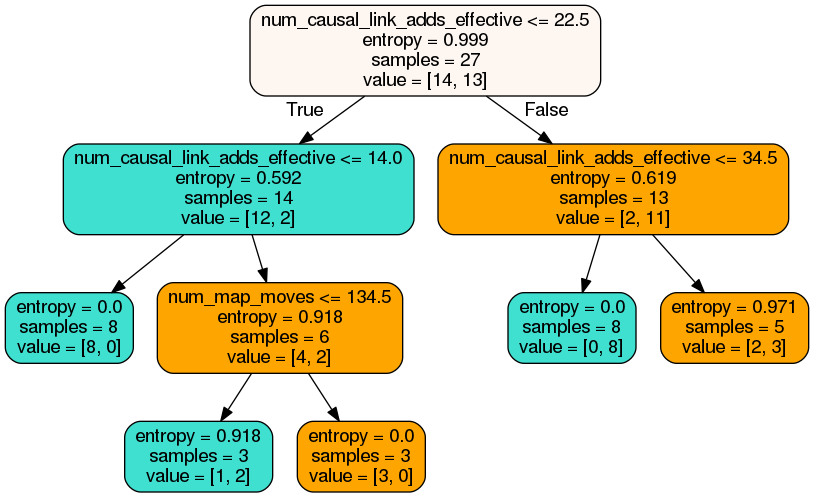 num_causal_link_adds_effective <= 22.5
entropy = 0.999
samples = 27
value = [14, 13]
True
False
num_causal_link_adds_effective <= 14.0
entropy = 0.592
samples = 14
value = [12, 2]
num_causal_link_adds_effective <= 34.5
entropy = 0.619
samples = 13
value = [2, 11]
entropy = 0.0
samples = 8
value = [8, 0]
num_map_moves <= 134.5
entropy = 0.918
samples = 6
value = [4, 2]
entropy = 0.0
samples = 8
value = [0, 8]
entropy = 0.971
samples = 5
value = [2, 3]
entropy = 0.918
samples = 3
value = [1, 2]
entropy = 0.0
samples = 3
value = [3, 0]